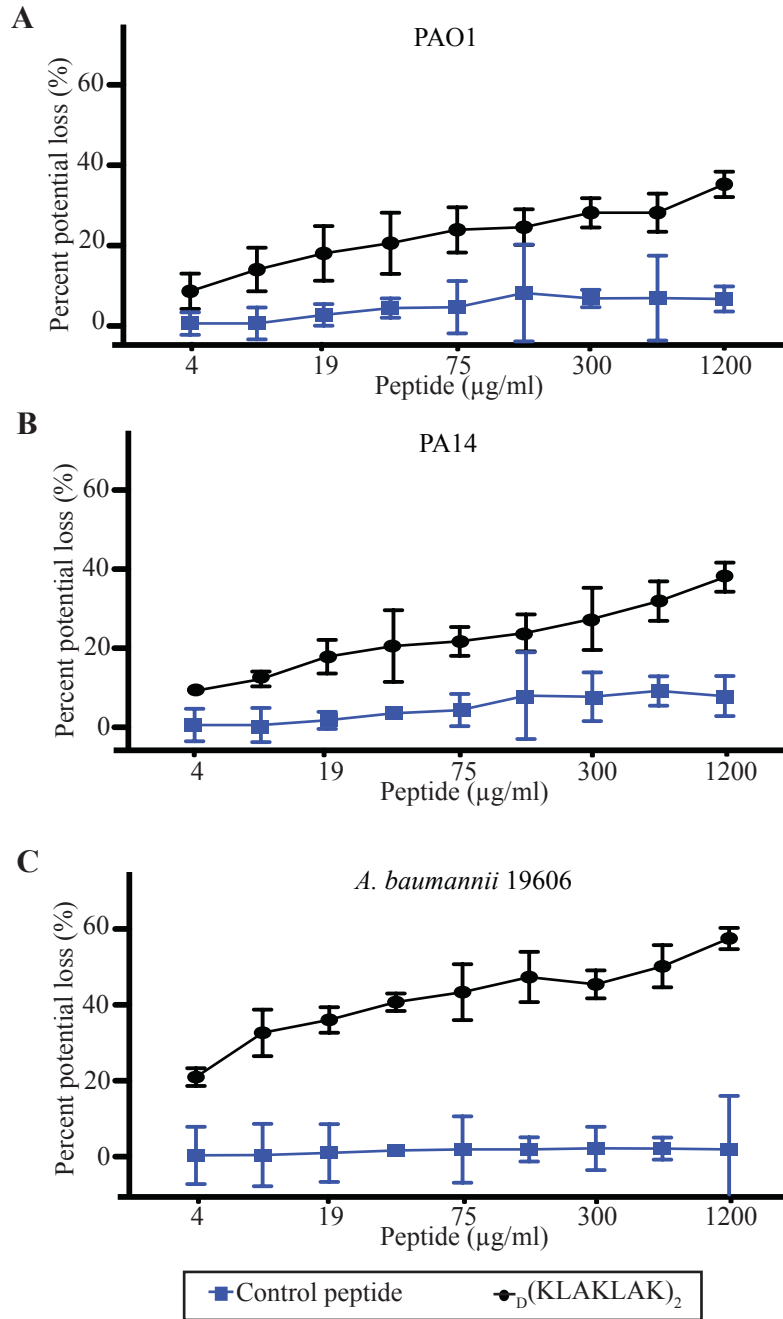 A
PAO1
Percent potential loss (%)
60
40
20
0
4 19 75 300 1200
Peptide (µg/ml)
B
PA14
Percent potential loss (%)
60
40
20
0
4 19 75 300 1200
Peptide (µg/ml)
C
A. baumannii 19606
Percent potential loss (%)
60
40
20
0
4 19 75 300 1200
Peptide (µg/ml)
Control peptide D(KLAKLAK)2